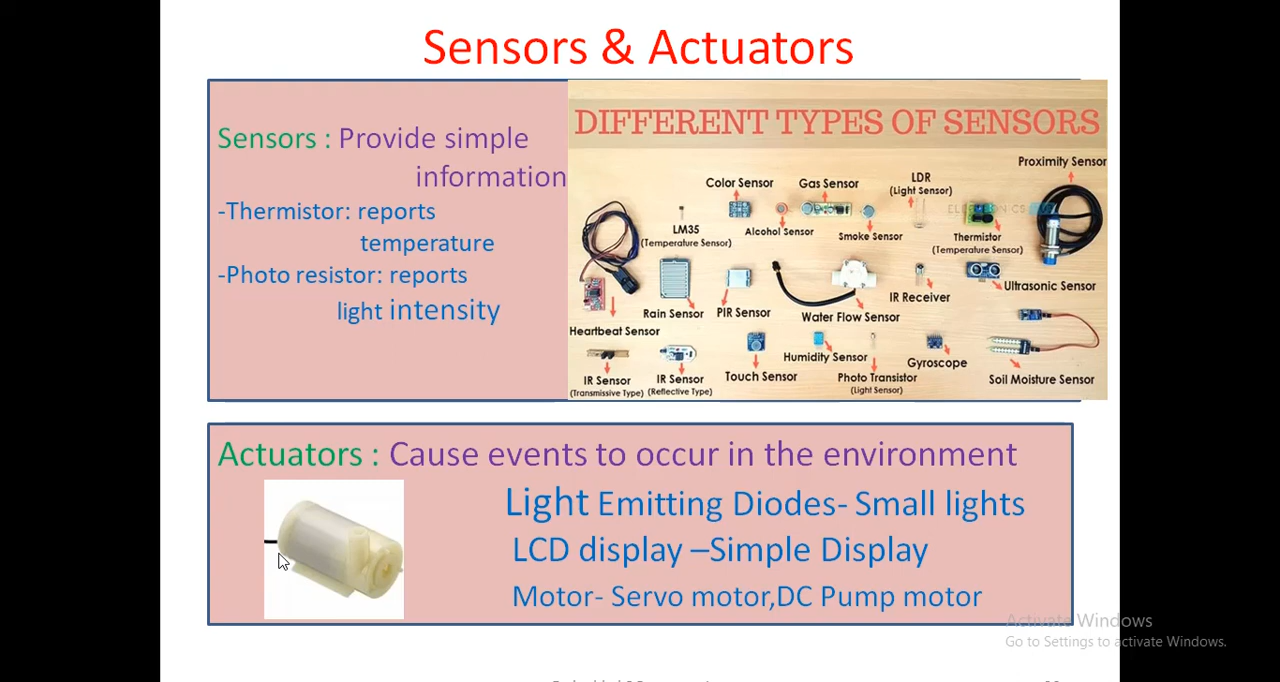 Sensors & Actuators
Sensors : Provide simple
information
-Thermistor: reports
temperature
-Photo resistor: reports
light intensity
DIFFERENT TYPES OF SENSORS
Proximity Sensor
Color Sensor
Gas Sensor
LDR
(Light Sensor)
LM35
(Temperature Sensor)
Alcohol Sensor
Smoke Sensor
Thermistor
(Temperature Sensor)
Rain Sensor
PIR Sensor
Water Flow Sensor
IR Receiver
Ultrasonic Sensor
Heartbeat Sensor
IR Sensor
(Transmissive Type)
IR Sensor
(Reflective Type)
Touch Sensor
Humidity Sensor
Photo Transistor
(Light Sensor)
Gyroscope
Soil Moisture Sensor
Actuators : Cause events to occur in the environment
Light Emitting Diodes- Small lights
LCD display –Simple Display
Motor- Servo motor,DC Pump motor
Activate Windows
Go to Settings to activate Windows.